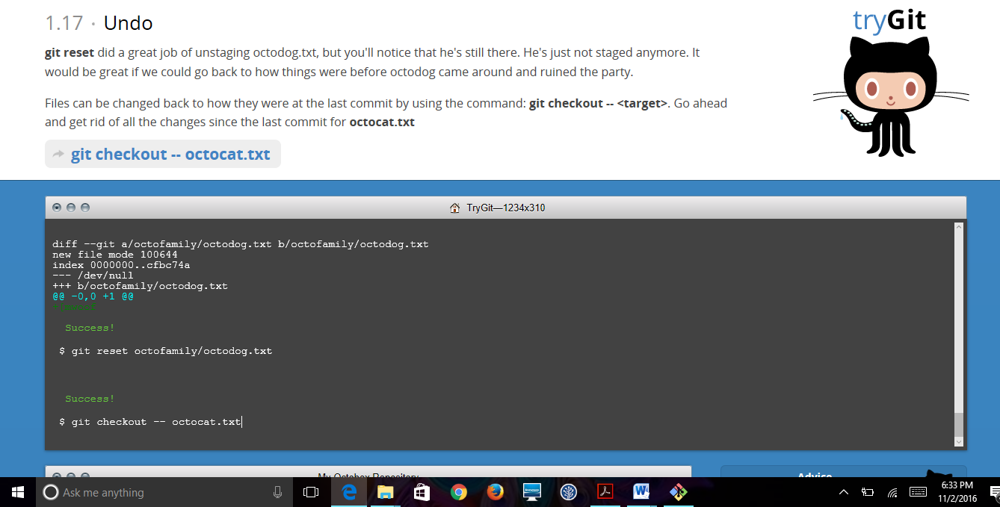 1.17 · Undo
tryGit
git reset did a great job of unstaging octodog.txt, but you'll notice that he's still there. He's just not staged anymore. It
would be great if we could go back to how things were before octodog came around and ruined the party.
Files can be changed back to how they were at the last commit by using the command: git checkout -- <target>. Go ahead
and get rid of all the changes since the last commit for octocat.txt
git checkout -- octocat.txt
TryGit—1234x310
diff --git a/octofamily/octodog.txt b/octofamily/octodog.txt
new file mode 100644
index 0000000..cfbc74a
--- /dev/null
+++ b/octofamily/octodog.txt
@@ -0,0 +1 @@
Success!
$ git reset octofamily/octodog.txt
Success!
$ git checkout -- octocat.txt
My Octobox Repository
Advice
Ask me anything
6:33 PM
11/2/2016